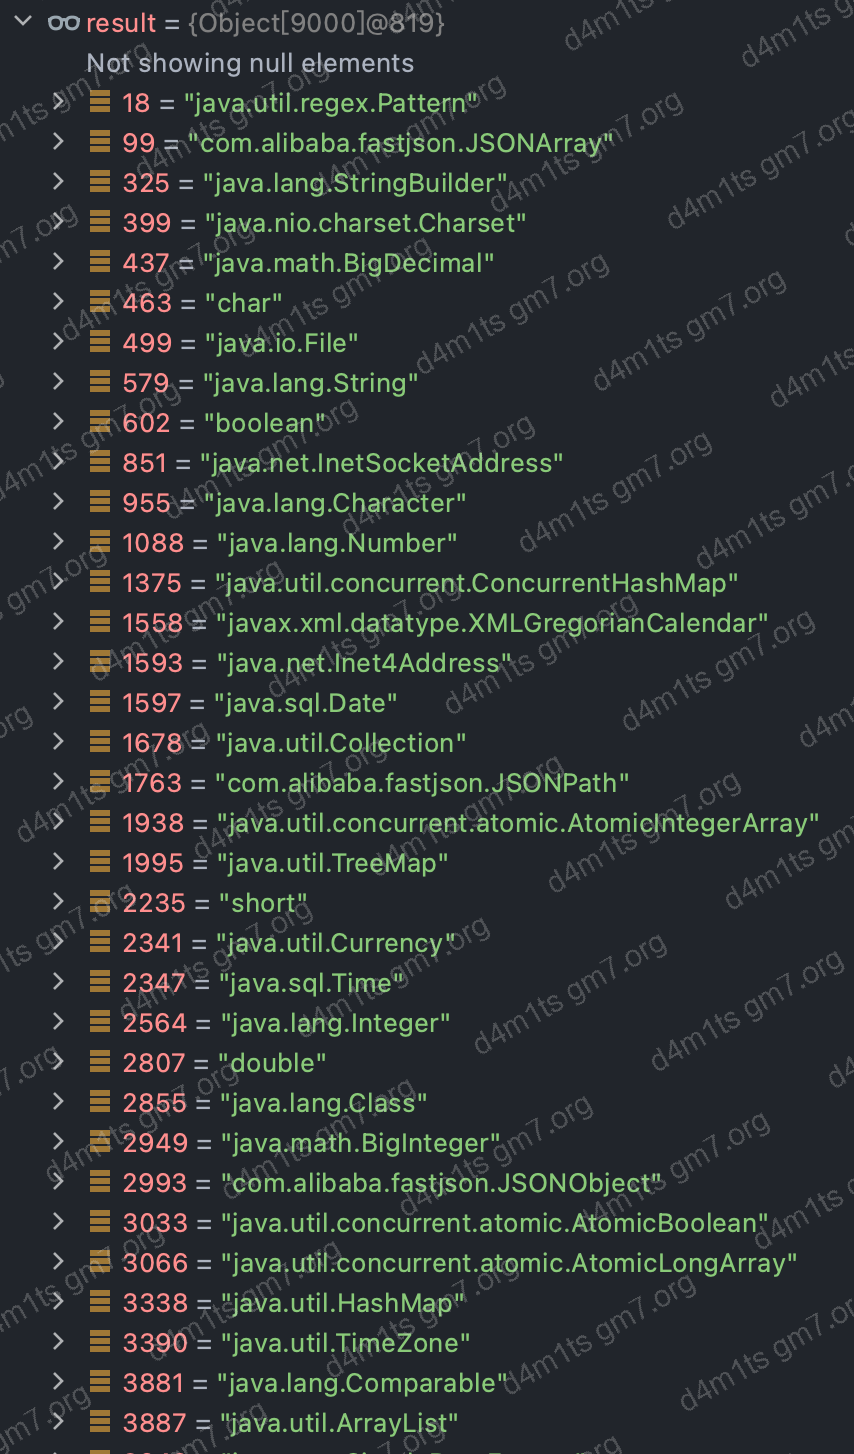 result = {Object[9000]@819}
Not showing null elements
18 = "java.util.regex.Pattern"
99 = "com.alibaba.fastjson.JSONArray"
325 = "java.lang.StringBuilder"
399 = "java.nio.charset.Charset"
437 = "java.math.BigDecimal"
463 = "char"
499 = "java.io.File"
579 = "java.lang.String"
602 = "boolean"
851 = "java.net.InetSocketAddress"
955 = "java.lang.Character"
1088 = "java.lang.Number"
1375 = "java.util.concurrent.ConcurrentHashMap"
1558 = "javax.xml.datatype.XMLGregorianCalendar"
1593 = "java.net.Inet4Address"
1597 = "java.sql.Date"
1678 = "java.util.Collection"
1763 = "com.alibaba.fastjson.JSONPath"
1938 = "java.util.concurrent.atomic.AtomicIntegerArray"
1995 = "java.util.TreeMap"
2235 = "short"
2341 = "java.util.Currency"
2347 = "java.sql.Time"
2564 = "java.lang.Integer"
2807 = "double"
2855 = "java.lang.Class"
2949 = "java.math.BigInteger"
2993 = "com.alibaba.fastjson.JSONObject"
3033 = "java.util.concurrent.atomic.AtomicBoolean"
3066 = "java.util.concurrent.atomic.AtomicLongArray"
3338 = "java.util.HashMap"
3390 = "java.util.TimeZone"
3881 = "java.lang.Comparable"
3887 = "java.util.ArrayList"
d4m1ts gm7.org